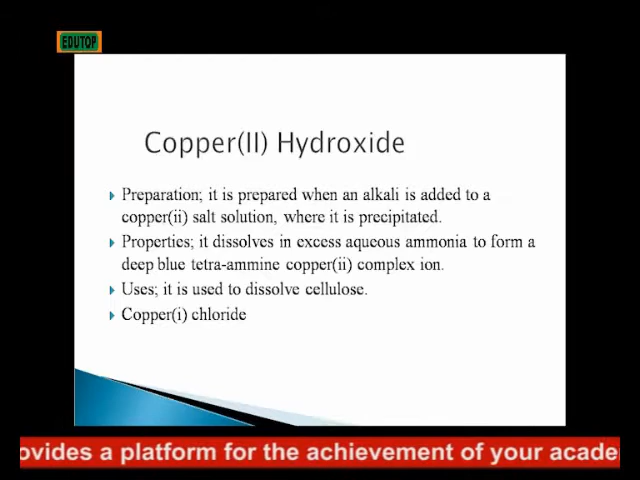 EDUTOP
Copper(II) Hydroxide
Preparation; it is prepared when an alkali is added to a
copper(ii) salt solution, where it is precipitated.
Properties; it dissolves in excess aqueous ammonia to form a
deep blue tetra-ammine copper(ii) complex ion.
Uses; it is used to dissolve cellulose.
Copper(i) chloride
ovides a platform for the achievement of your acade